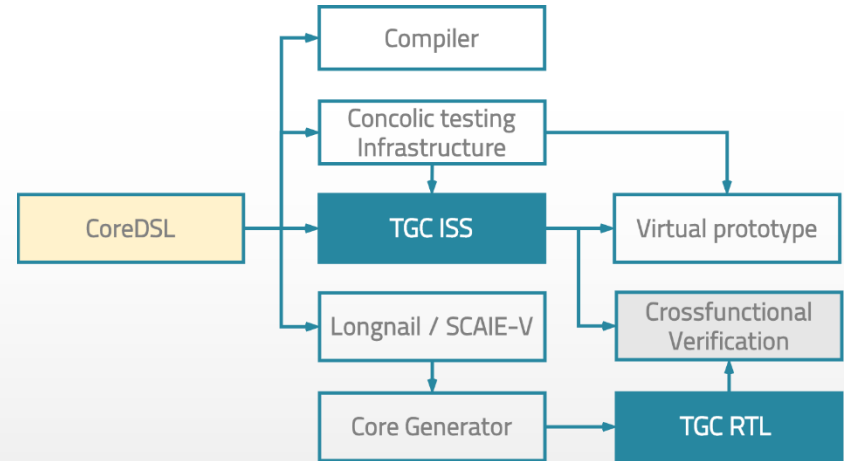 Compiler
Concolic testing
Infrastructure
CoreDSL
TGC ISS
Virtual prototype
Longnail / SCAIE-V
Crossfunctional
Verification
Core Generator
TGC RTL